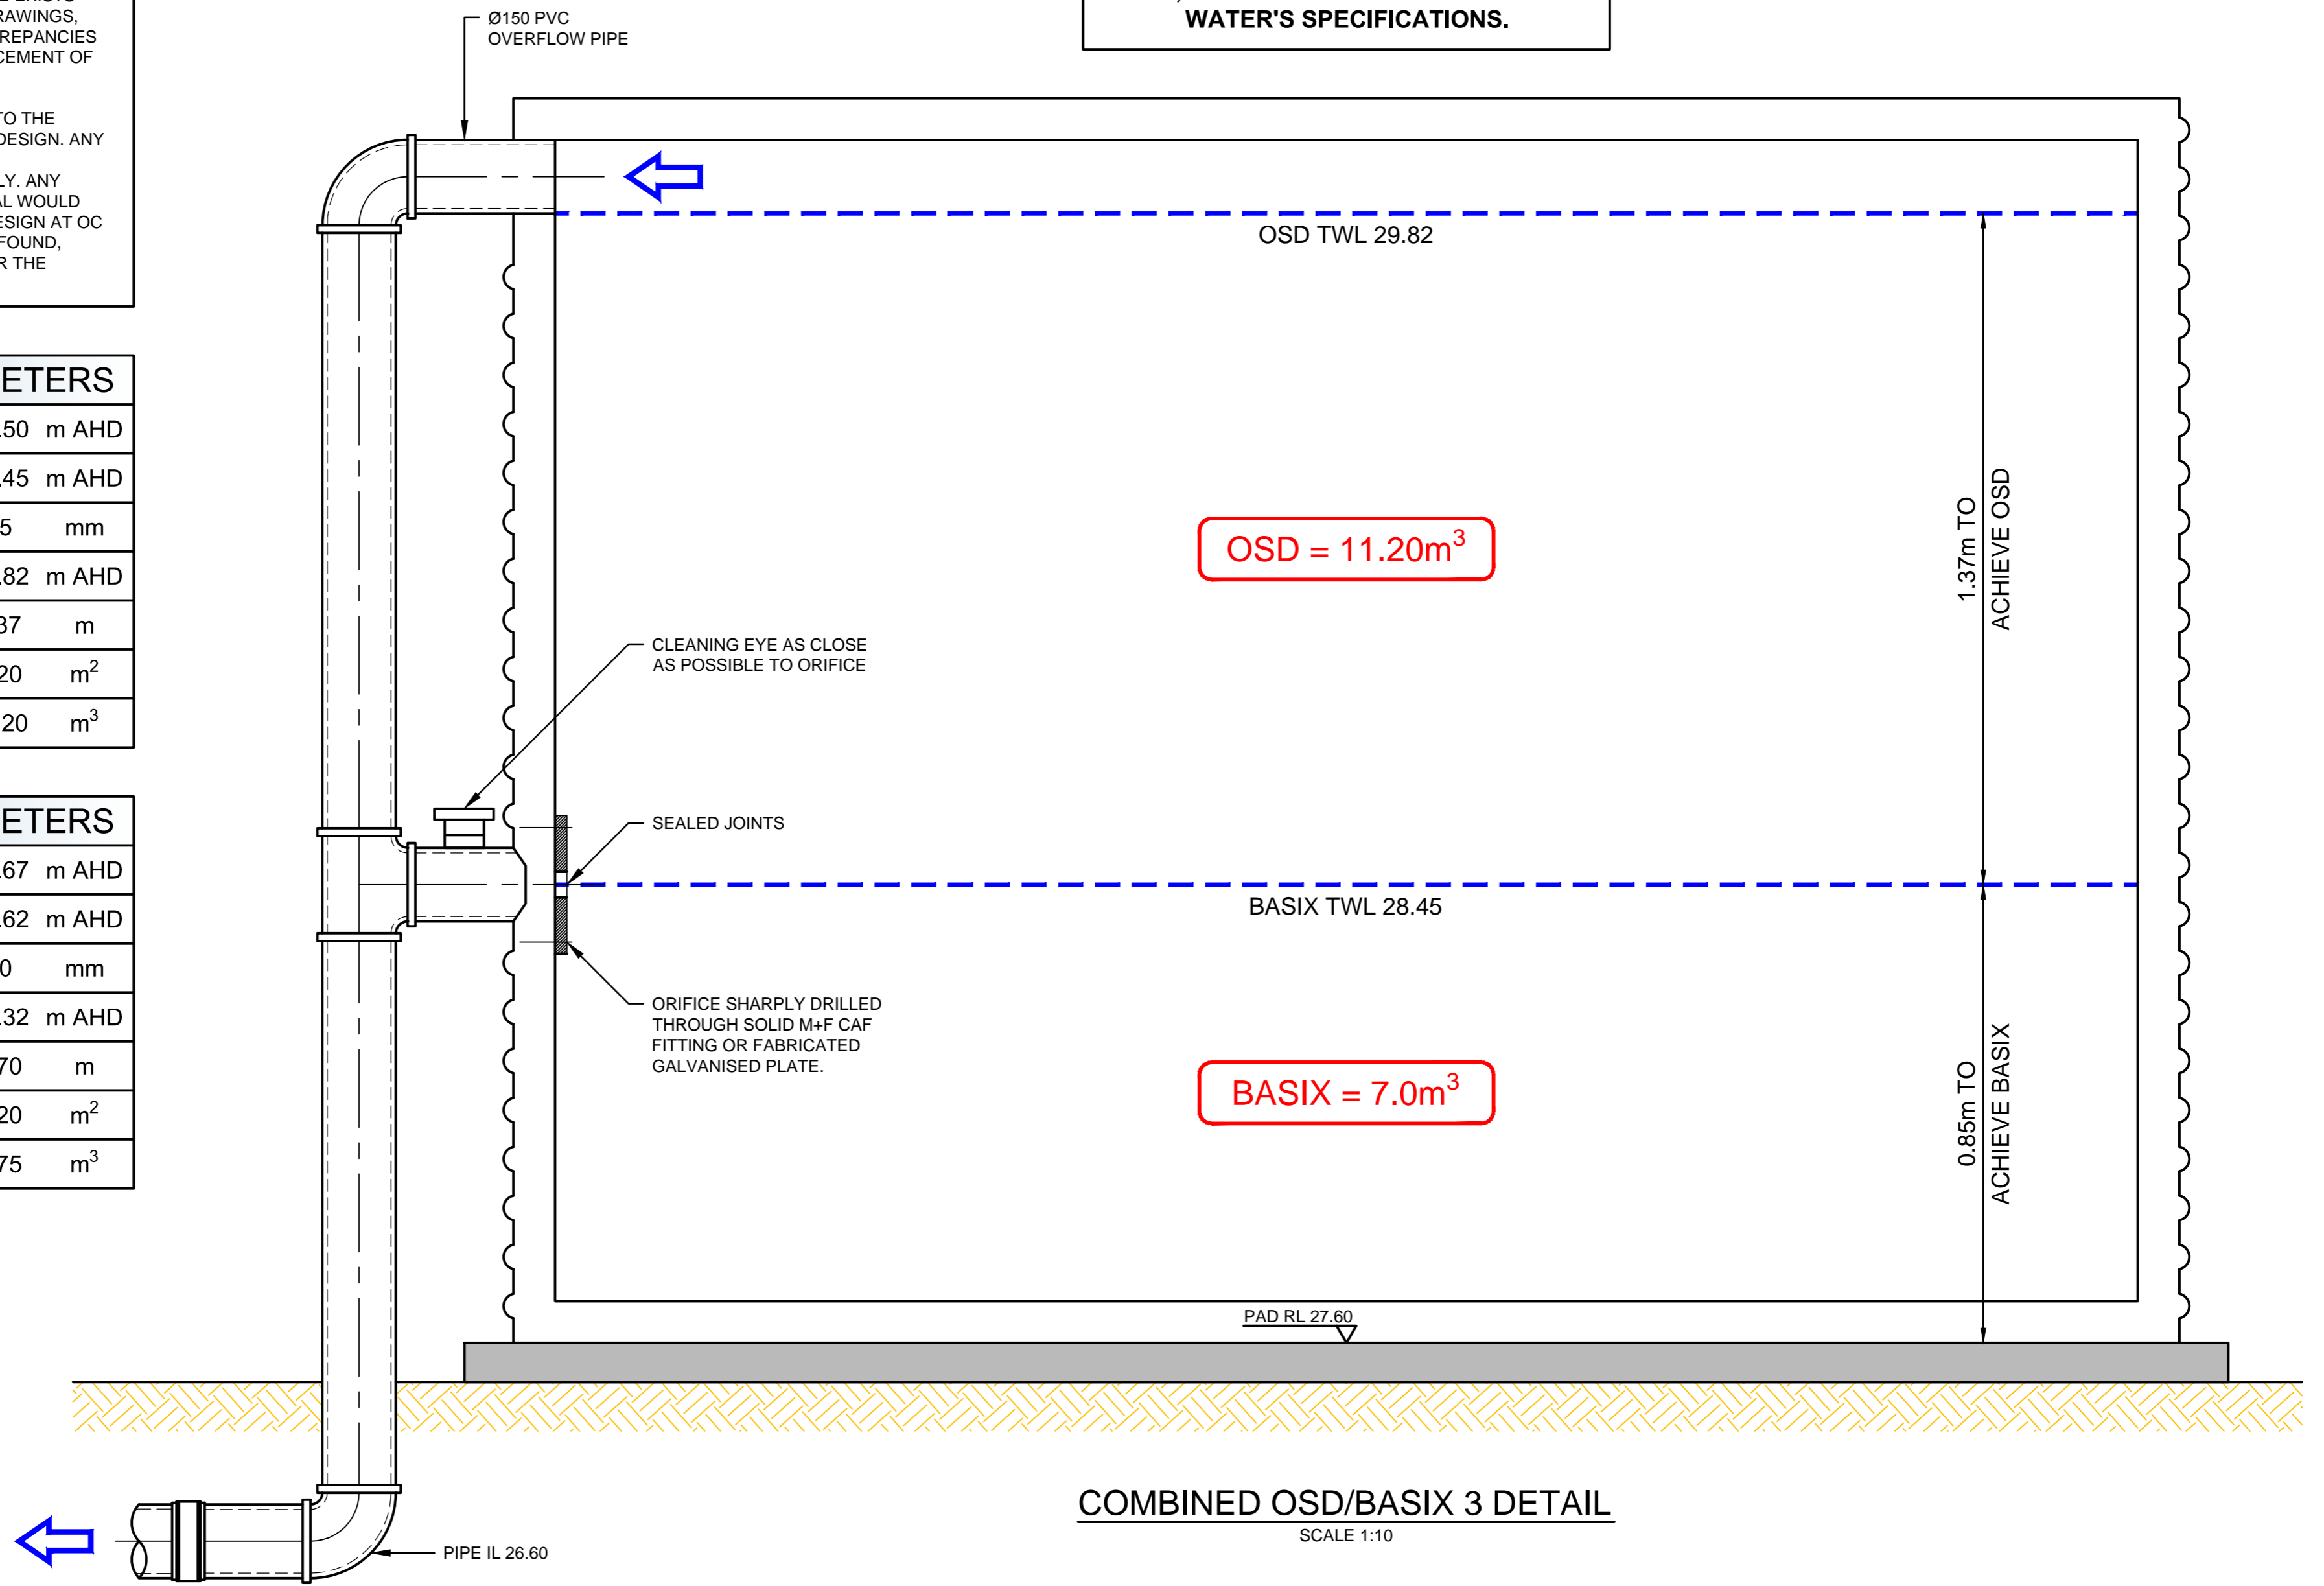 RAWINGS,
REPANCIES
CEMENT OF
TO THE
DESIGN. ANY
LY. ANY
AL WOULD
ESIGN AT OC
FOUND,
R THE
Ø150 PVC
OVERFLOW PIPE
WATER'S SPECIFICATIONS.
ETERS
.50 m AHD
.45 m AHD
5 mm
.82 m AHD
37 m
20 m²
.20 m³
ETERS
.67 m AHD
.62 m AHD
0 mm
.32 m AHD
70 m
20 m²
75 m³
OSD TWL 29.82
OSD = 11.20m³
1.37m TO
ACHIEVE OSD
CLEANING EYE AS CLOSE
AS POSSIBLE TO ORIFICE
SEALED JOINTS
BASIX TWL 28.45
ORIFICE SHARPLY DRILLED
THROUGH SOLID M+F CAF
FITTING OR FABRICATED
GALVANISED PLATE.
BASIX = 7.0m³
0.85m TO
ACHIEVE BASIX
PAD RL 27.60
COMBINED OSD/BASIX 3 DETAIL
SCALE 1:10
PIPE IL 26.60